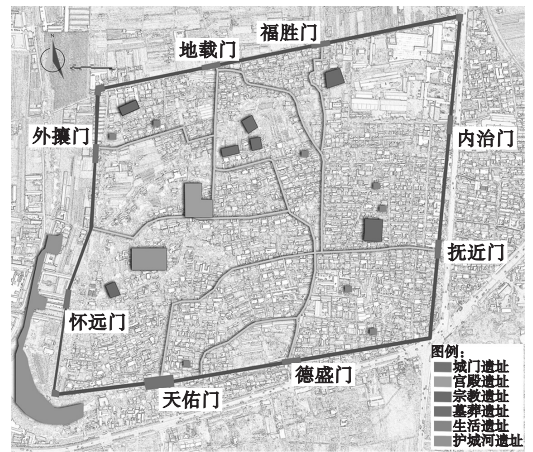 福胜门
地载门
外攘门
内治门
抚近门
怀远门
德盛门
天佑门
图例：
城门遗址
宫殿遗址
宗教遗址
墓葬遗址
生活遗址
护城河遗址